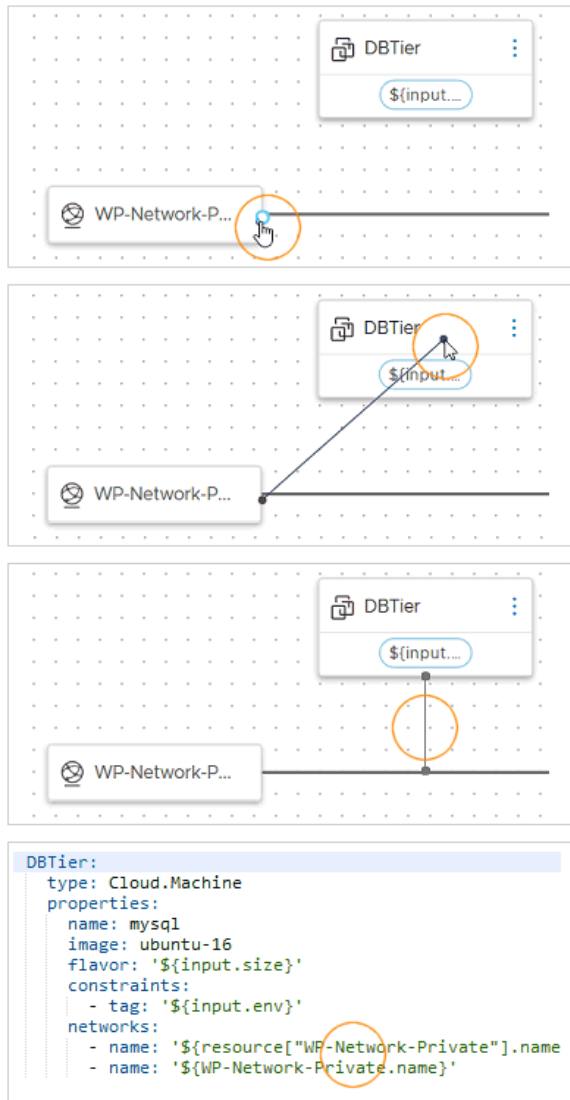 DBTier
${input....
WP-Network-P...
DBTier
${input....
WP-Network-P...
DBTier
${input....
WP-Network-P...
DBTier:
type: Cloud.Machine
properties:
name: mysql
image: ubuntu-16
flavor: '${input.size}'
constraints:
- tag: '${input.env}'
networks:
- name: '${resource["WP-Network-Private"].name
- name: '${WP-Network-Private.name}'